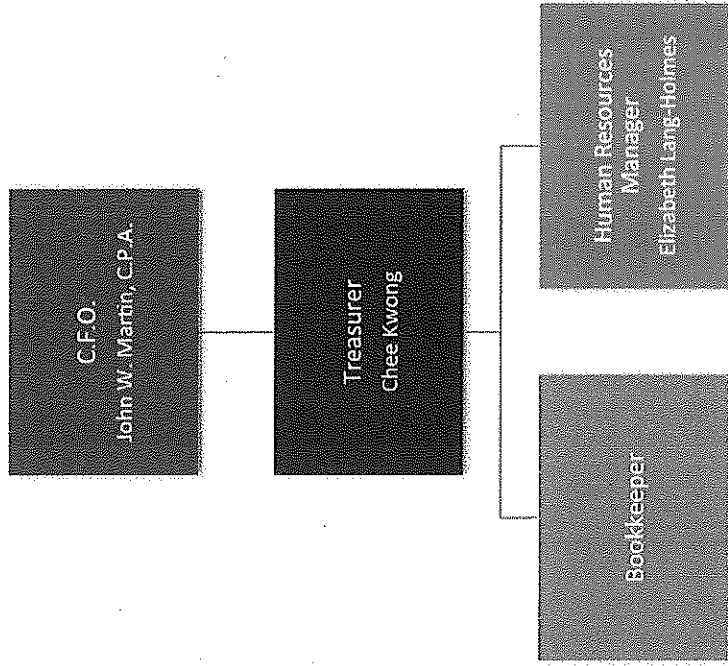 C.F.O.
John W. Martin, C.P.A.
Treasurer
Chee Kwong
Bookkeeper
Human Resources
Manager
Elizabeth Lang-Holmes